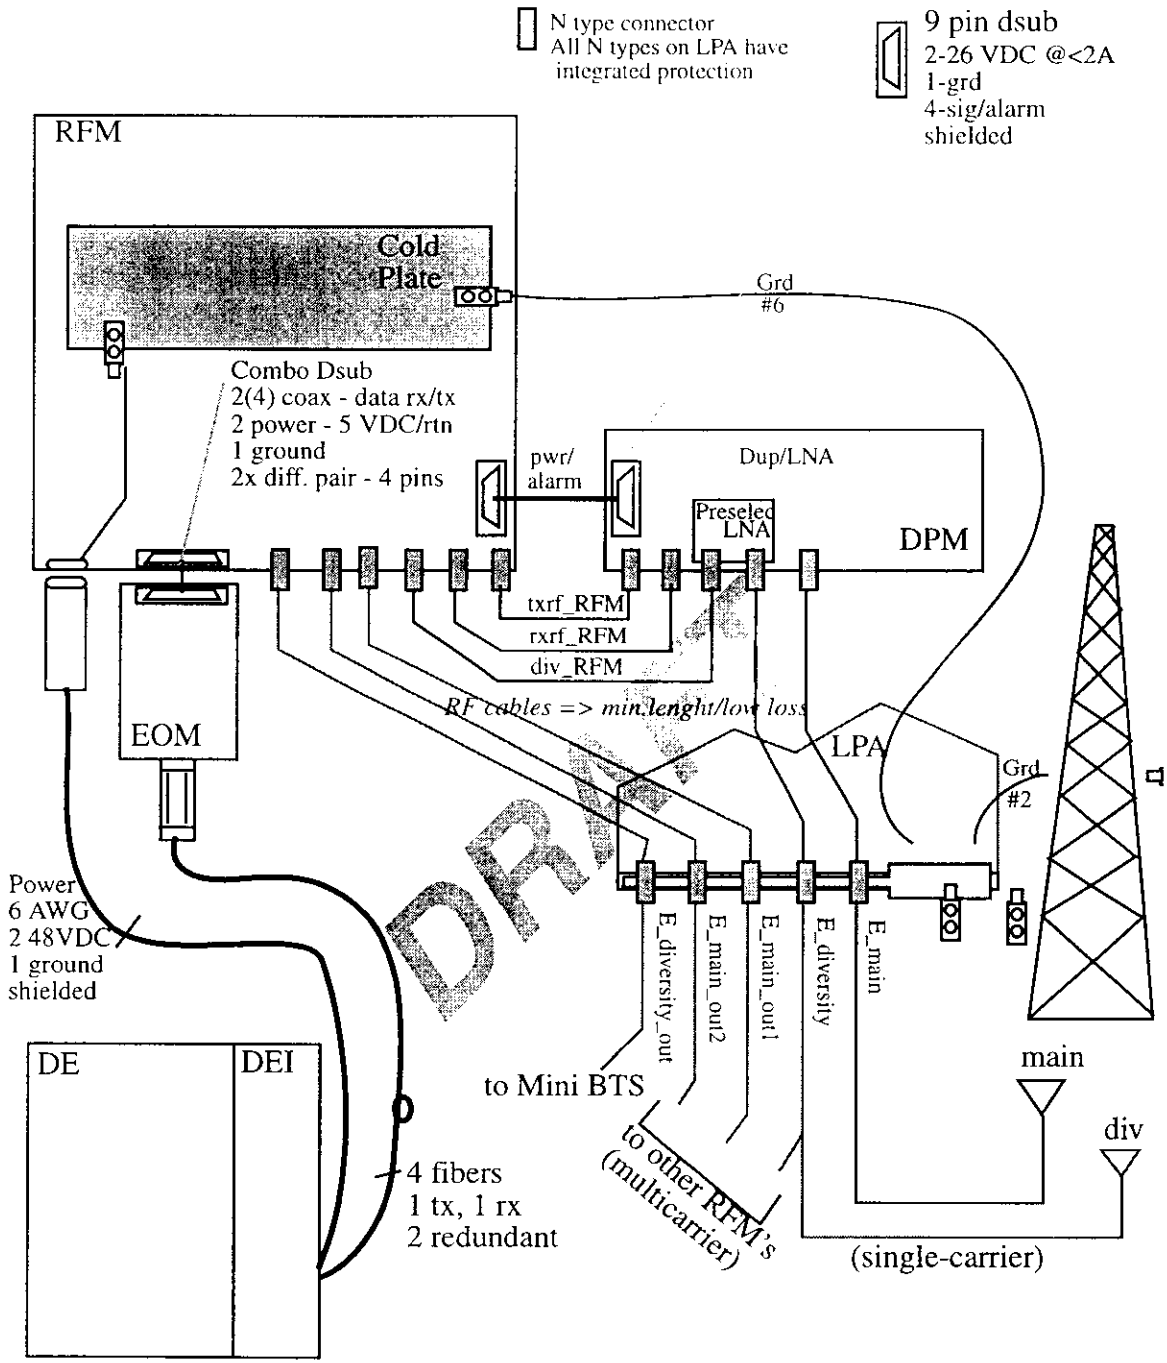 N type connector
All N types on LPA have
integrated protection
9 pin dsub
2-26 VDC @<2A
1-grd
4-sig/alarm
shielded
RFM
Cold
Plate
Grd
#6
Combo Dsub
2(4) coax - data rx/tx
2 power - 5 VDC/rtn
1 ground
2x diff. pair - 4 pins
pwr/
alarm
Dup/LNA
Preselec
LNA
DPM
txrf_RFM
rxrf_RFM
div_RFM
RF cables => min.lenght/low loss
EOM
LPA
Grd
#2
DRAFT
Power
6 AWG
2 48VDC
1 ground
shielded
E_diversity_out
E_main_out2
E_main_out1
E_diversity
E_main
DE
DEI
to Mini BTS
main
div
to other RFM's
(multicarrier)
4 fibers
1 tx, 1 rx
2 redundant
(single-carrier)